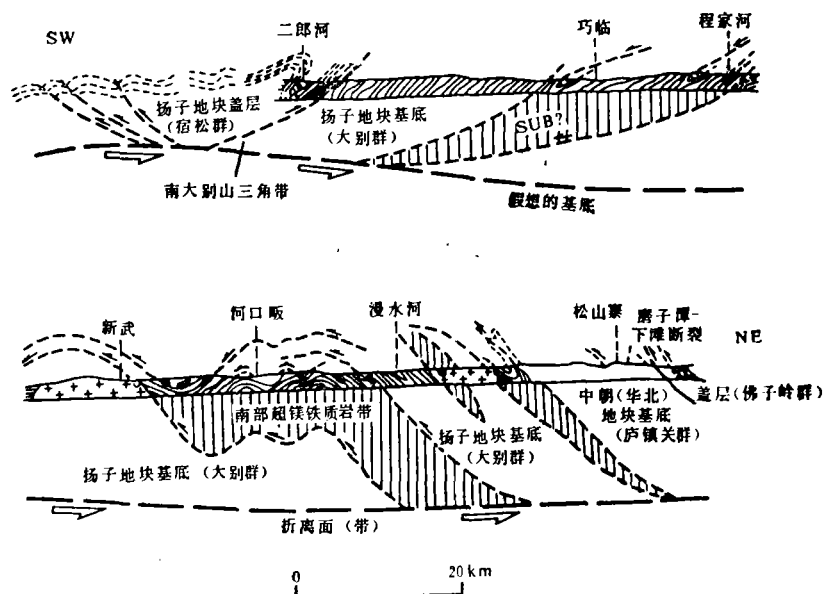 SW
二郎河
巧临
程家河
扬子地块盖层
(宿松群)
扬子地块基底
(大别群)
SUB?
南大别山三角带
假想的基底
新武
河口畈
漫水河
松山寨
磨子潭-
下滩断裂
NE
南部超镁铁质岩带
扬子地块基底(大别群)
扬子地块基底
(大别群)
中朝(华北)
地块基底
(庐镇关群)
盖层(佛子岭群)
折离面(带)
0
20 km